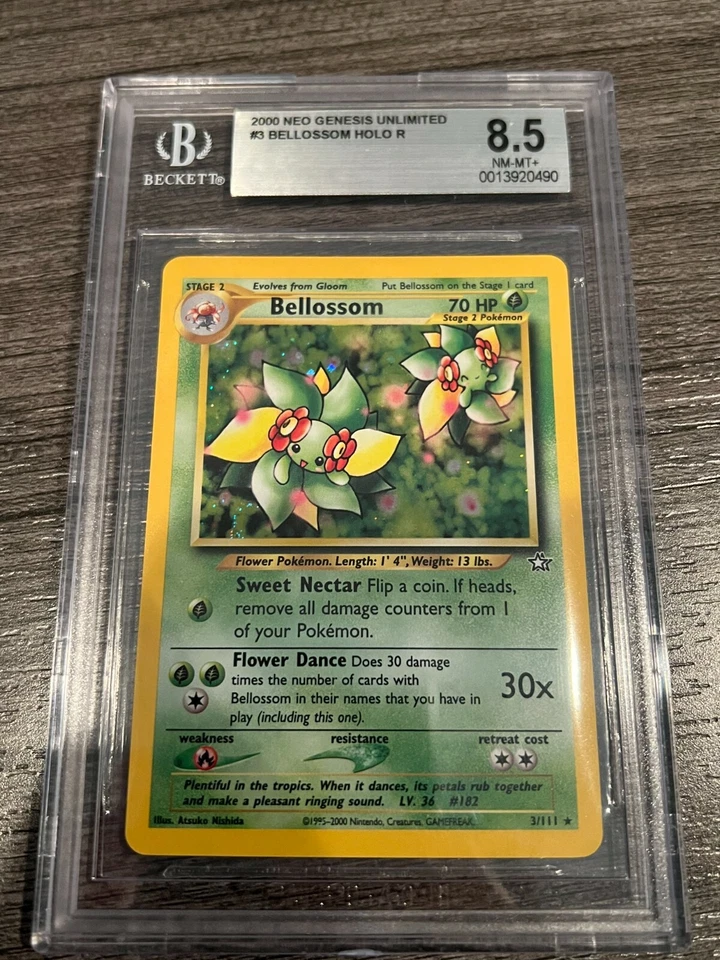 2000 NEO GENESIS UNLIMITED
#3 BELLOSSOM HOLO R
8.5
NM-MT+
0013920490
B
BECKETT®
STAGE 2
Evolves from Gloom
Put Bellossom on the Stage 1 card
Bellossom
70 HP
Stage 2 Pokémon
Flower Pokémon. Length: 1' 4", Weight: 13 lbs.
Sweet Nectar Flip a coin. If heads,
remove all damage counters from 1
of your Pokémon.
Flower Dance Does 30 damage
times the number of cards with
Bellossom in their names that you have in
play (including this one).
30x
weakness
resistance
retreat cost
Plentiful in the tropics. When it dances, its petals rub together
and make a pleasant ringing sound. LV. 36 #182
Illus. Atsuko Nishida
©1995-2000 Nintendo, Creatures, GAMEFREAK.
3/111 ★